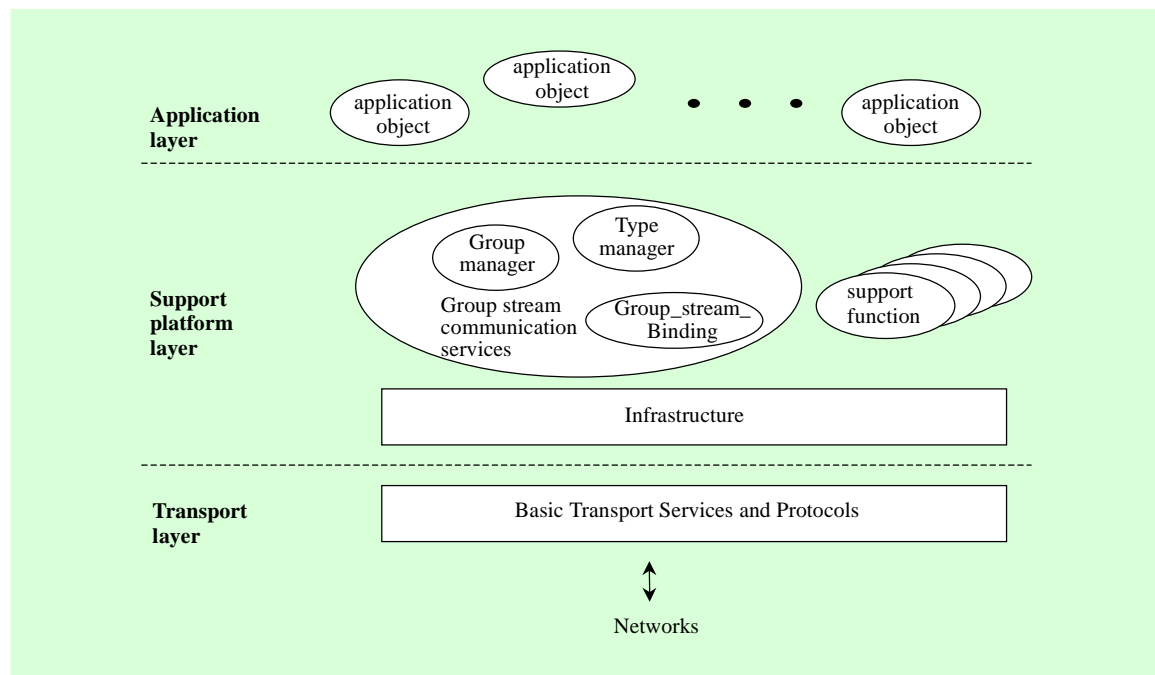 application
object
application
object
application
object
Application
layer
Group
manager
Type
manager
Group stream
communication
services
Group_stream_
Binding
support
function
Support
platform
layer
Infrastructure
Transport
layer
Basic Transport Services and Protocols
Networks